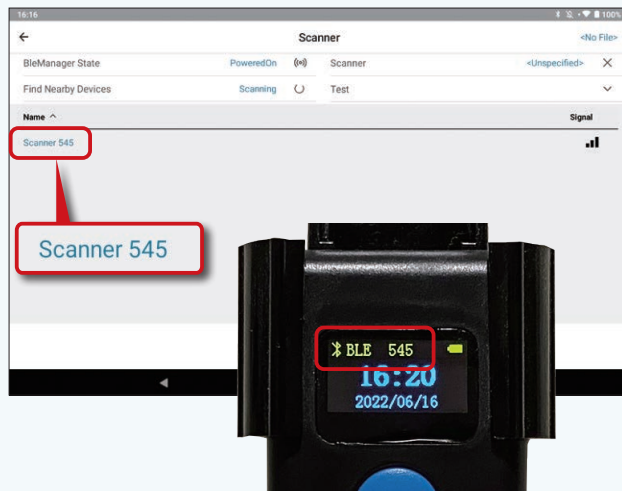 16:16 100%
Scanner <No File>
BleManager State PoweredOn Scanner <Unspecified>
Find Nearby Devices Scanning Test
Name Signal
Scanner 545
Scanner 545
BLE 545
16:20
2022/06/16